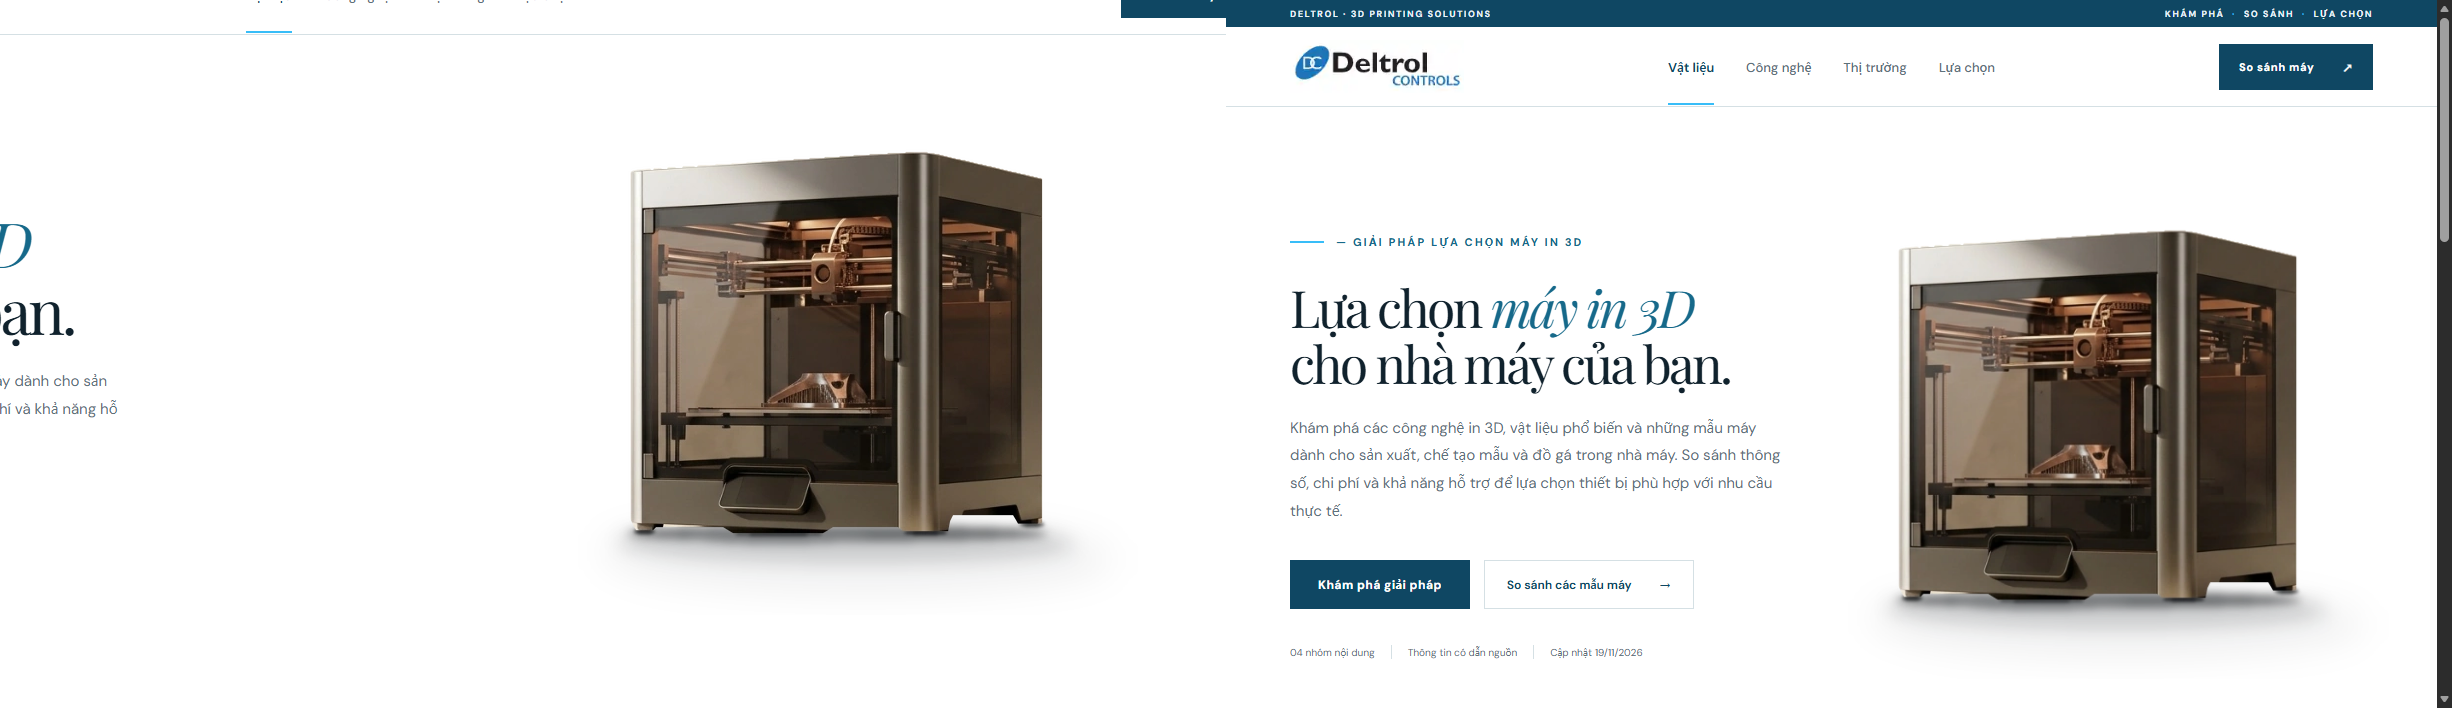 D
bạn.
ay dành cho sản
hí và khả năng hỗ
DELTROL · 3D PRINTING SOLUTIONS
KHÁM PHÁ · SO SÁNH · LỰA CHỌN
DC Deltrol
CONTROLS
Vật liệu
Công nghệ
Thị trường
Lựa chọn
So sánh máy ↗
— GIẢI PHÁP LỰA CHỌN MÁY IN 3D
Lựa chọn máy in 3D
cho nhà máy của bạn.
Khám phá các công nghệ in 3D, vật liệu phổ biến và những mẫu máy
dành cho sản xuất, chế tạo mẫu và đồ gá trong nhà máy. So sánh thông
số, chi phí và khả năng hỗ trợ để lựa chọn thiết bị phù hợp với nhu cầu
thực tế.
Khám phá giải pháp
So sánh các mẫu máy →
04 nhóm nội dung
Thông tin có dẫn nguồn
Cập nhật 19/11/2026